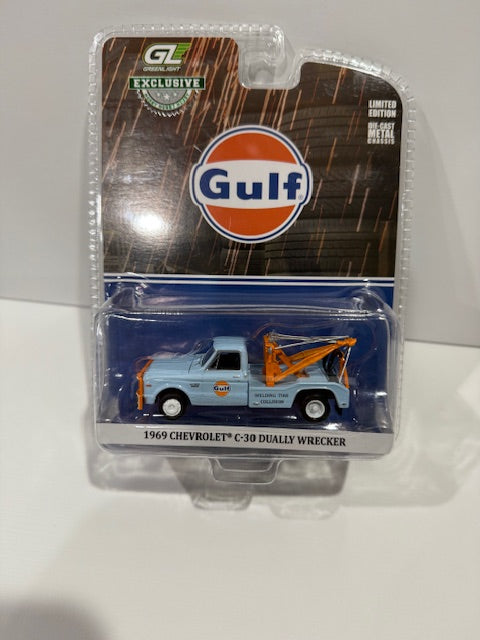 GL
GREENLIGHT
EXCLUSIVE
LIMITED
EDITION
DIE-CAST
METAL
CHASSIS
Gulf
Gulf
WELDING TIRE
COLLISION
1969 CHEVROLET® C-30 DUALLY WRECKER